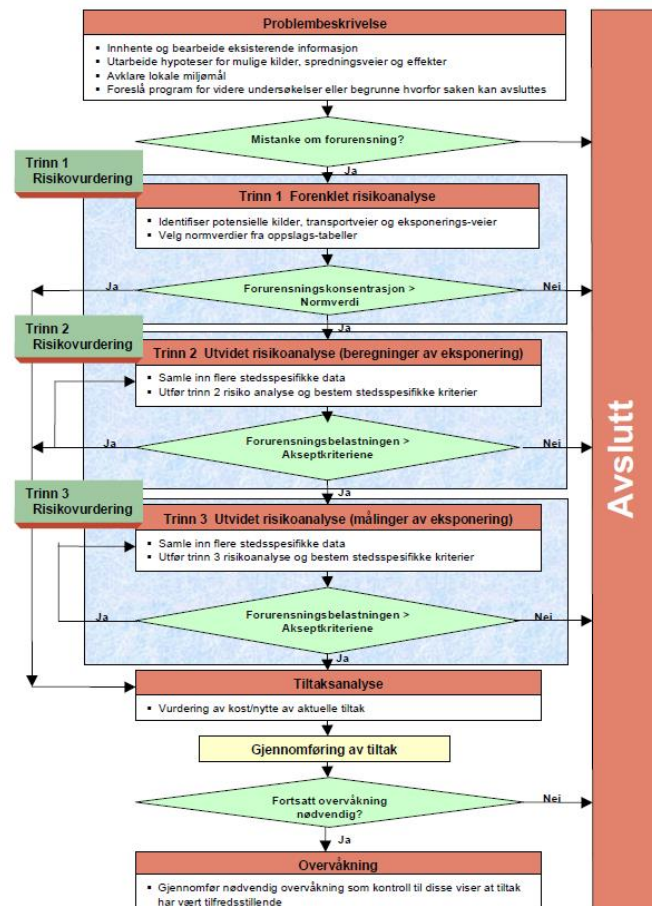 Problembeskrivelse
▪ Innhente og bearbeide eksisterende informasjon
▪ Utarbeide hypoteser for mulige kilder, spredningsveier og effekter
▪ Avklare lokale miljømål
▪ Foreslå program for videre undersøkelser eller begrunne hvorfor saken kan avsluttes
Mistanke om forurensning?
Ja
Trinn 1
Risikovurdering
Trinn 1 Forenklet risikoanalyse
▪ Identifiser potensielle kilder, transportveier og eksponerings-veier
▪ Velg normverdier fra oppslags-tabeller
Ja
Forurensningskonsentrasjon >
Normverdi
Nei
Ja
Trinn 2
Risikovurdering
Trinn 2 Utvidet risikoanalyse (beregninger av eksponering)
▪ Samle inn flere stedsspesifikke data
▪ Utfør trinn 2 risiko analyse og bestem stedsspesifikke kriterier
Ja
Forurensningsbelastningen >
Akseptkriteriene
Nei
Ja
Trinn 3
Risikovurdering
Trinn 3 Utvidet risikoanalyse (målinger av eksponering)
▪ Samle inn flere stedsspesifikke data
▪ Utfør trinn 3 risikoanalyse og bestem stedsspesifikke kriterier
Ja
Forurensningsbelastningen >
Akseptkriteriene
Nei
Ja
Tiltaksanalyse
▪ Vurdering av kost/nytte av aktuelle tiltak
Gjennomføring av tiltak
Fortsatt overvåkning
nødvendig?
Nei
Ja
Overvåkning
▪ Gjennomfør nødvendig overvåkning som kontroll til disse viser at tiltak
har vært tilfredsstillende
Avslutt